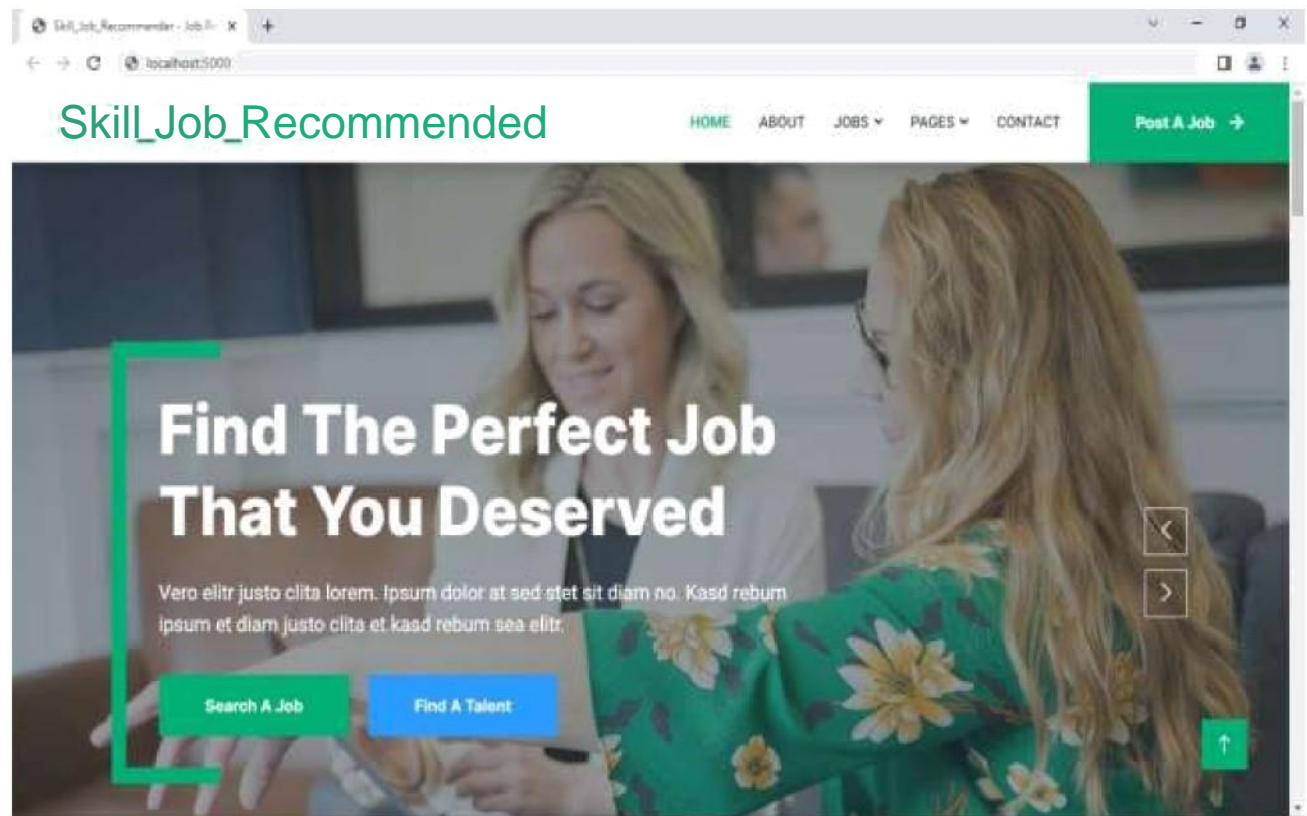 Skill_Job_Recommender - Job
localhost:5000
Skill_Job_Recommended
HOME ABOUT JOBS PAGES CONTACT Post A Job
Find The Perfect Job
That You Deserved
Vero elitr justo clita lorem. Ipsum dolor at sed stet sit diam no. Kasd rebum
ipsum et diam justo clita et kasd rebum sea elitr.
Search A Job Find A Talent